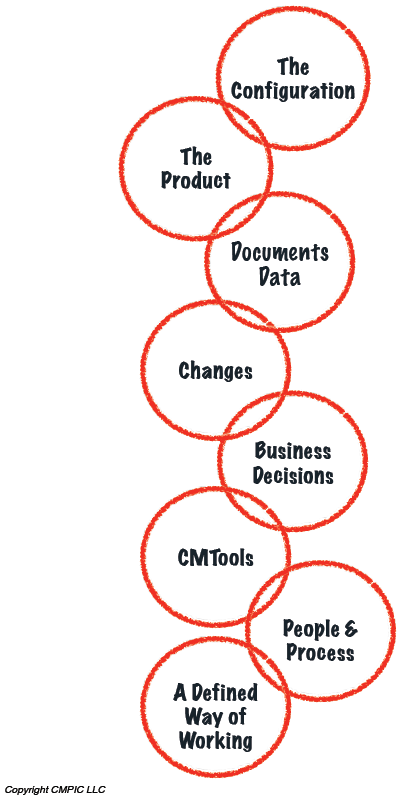 The
Configuration
The
Product
Documents
Data
Changes
Business
Decisions
CMTools
People &
Process
A Defined
Way of
Working
Copyright CMPIC LLC